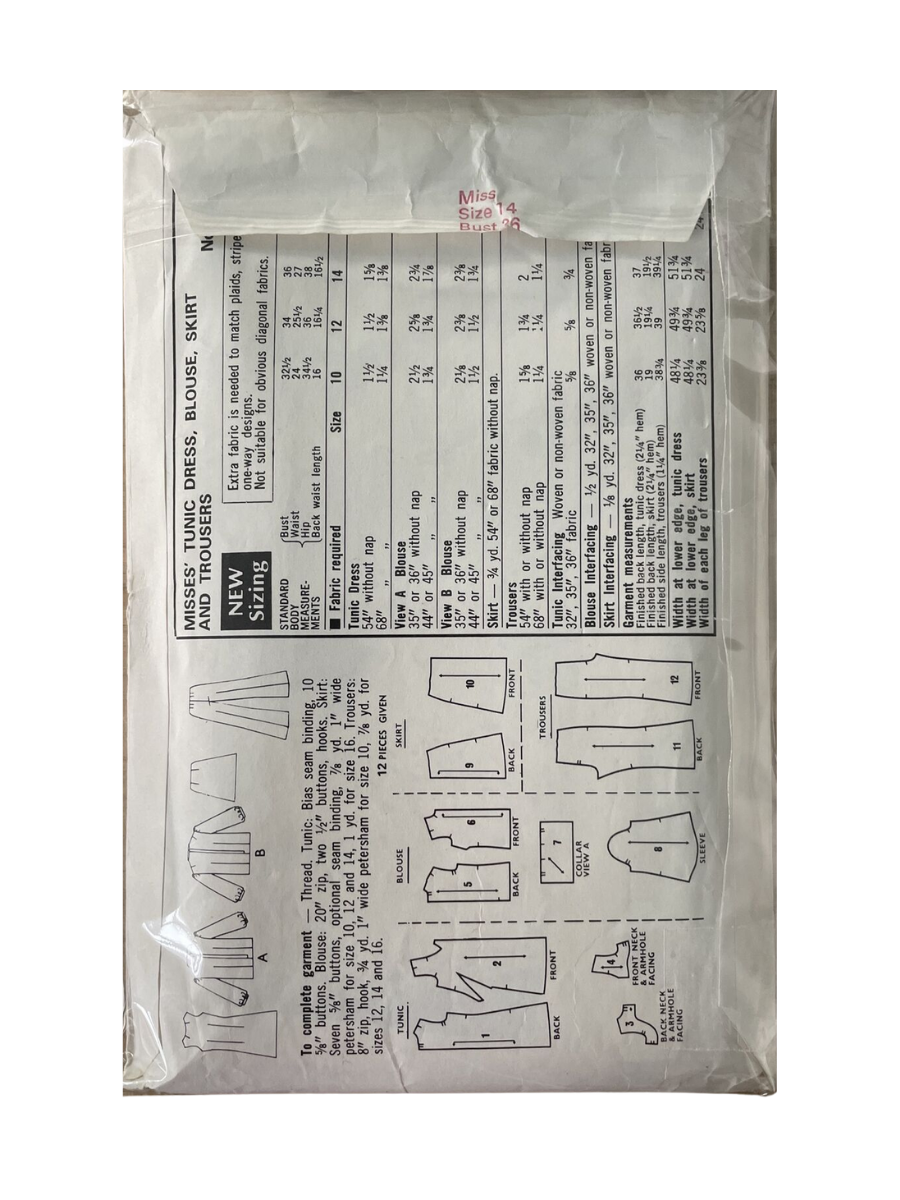 MISSES' TUNIC DRESS, BLOUSE, SKIRT
AND TROUSERS
NEW
Sizing
Extra fabric is needed to match plaids, stripe
one-way designs.
Not suitable for obvious diagonal fabrics.
STANDARD BODY MEASURE-MENTS
Bust 32½ 34 36
Waist 24 25½ 27
Hip 34½ 36 38
Back waist length 16 16¼ 16½
■ Fabric required Size 10 12 14
Tunic Dress
54" without nap 1½ 1½ 1⅝
68" „ „ 1¼ 1⅜ 1⅜
View A Blouse
35" or 36" without nap 2½ 2⅝ 2¾
44" or 45" „ 1¾ 1¾ 1⅞
View B Blouse
35" or 36" without nap 2⅛ 2⅜ 2⅜
44" or 45" „ 1½ 1½ 1¾
Skirt — ¾ yd. 54" or 68" fabric without nap.
Trousers
54" with or without nap 1⅝ 1¾ 2
68" with or without nap 1¼ 1¼ 1¼
Tunic Interfacing Woven or non-woven fabric
32", 35", 36" fabric ⅝ ⅝ ¾
Blouse Interfacing — ½ yd. 32", 35", 36" woven or non-woven fa
Skirt Interfacing — ⅛ yd. 32", 35", 36" woven or non-woven fabr
Garment measurements
Finished back length, tunic dress (2¼" hem) 36 36½ 37
Finished back length, skirt (2¼" hem) 19 19¼ 19½
Finished side length, trousers (1¼" hem) 38¾ 39 39¼
Width at lower edge, tunic dress 48¼ 49¾ 51¾
Width at lower edge, skirt 48¼ 49¾ 51¾
Width of each leg of trousers 23⅜ 23⅝ 24
Miss
Size 14
Bust 36
A
B
To complete garment — Thread. Tunic: Bias seam binding, 10
⅝" buttons. Blouse: 20" zip, two ½" buttons, hooks. Skirt:
Seven ⅝" buttons, optional seam binding, ⅞ yd. 1" wide
petersham for size 10, 12 and 14, 1 yd. for size 16. Trousers:
8" zip, hook, ¾ yd. 1" wide petersham for size 10, ⅞ yd. for
sizes 12, 14 and 16.
12 PIECES GIVEN
TUNIC
1
BACK
2
FRONT
3
BACK NECK
& ARMHOLE
FACING
4
FRONT NECK
& ARMHOLE
FACING
BLOUSE
5
BACK
6
FRONT
7
COLLAR
VIEW A
8
SLEEVE
SKIRT
9
BACK
10
FRONT
TROUSERS
11
BACK
12
FRONT